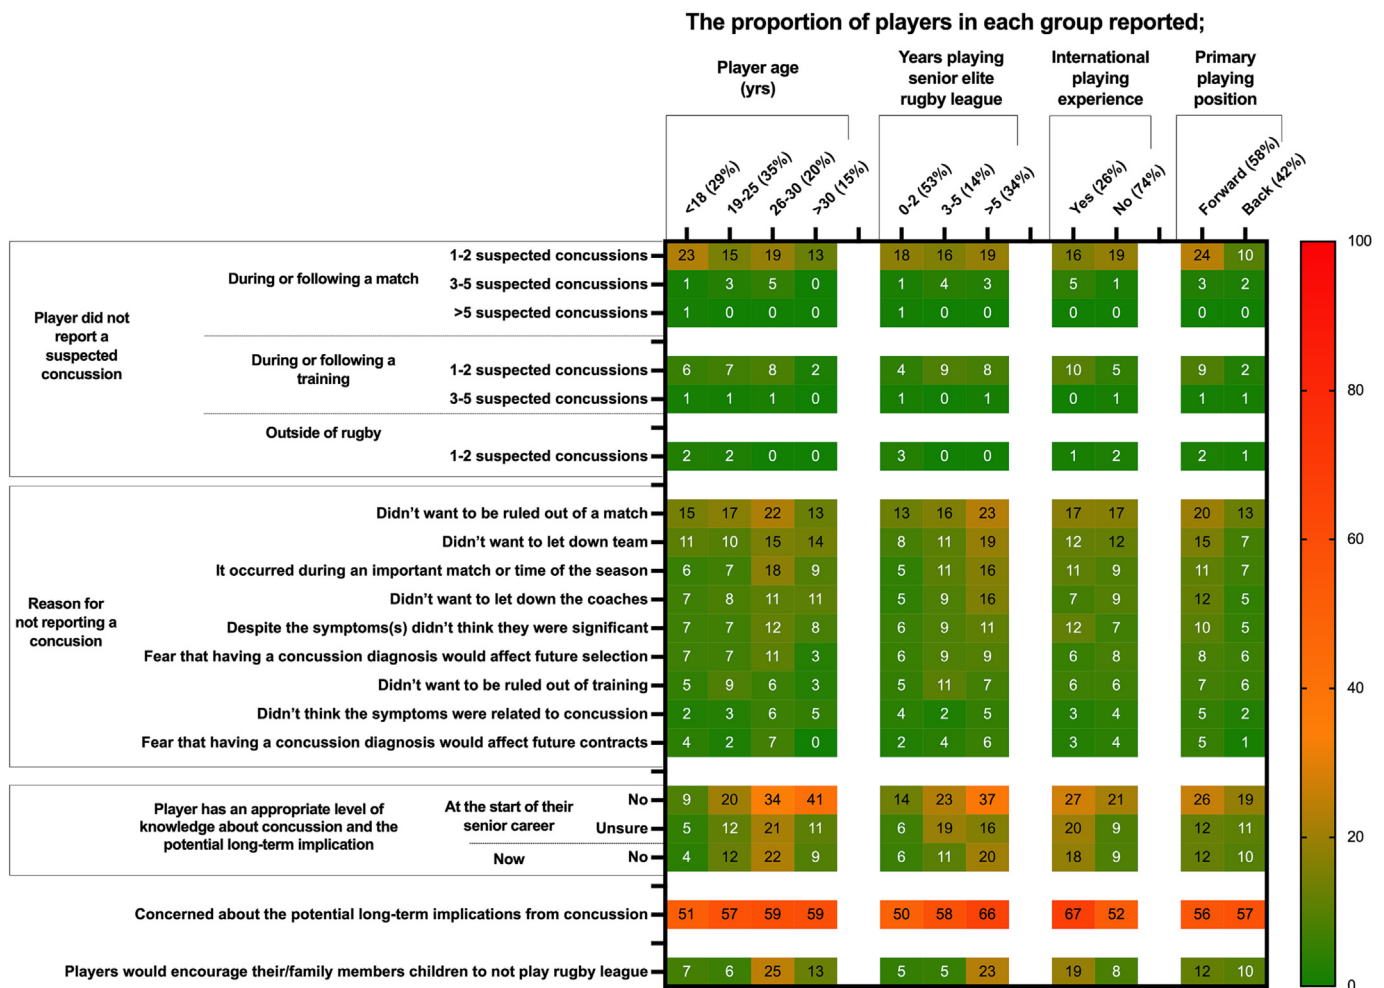 The proportion of players in each group reported;
Player age
(yrs)
Years playing
senior elite
rugby league
International
playing
experience
Primary
playing
position
<18 (29%)
19-25 (35%)
26-30 (20%)
>30 (15%)
0-2 (53%)
3-5 (14%)
>5 (34%)
Yes (26%)
No (74%)
Forward (58%)
Back (42%)
Player did not
report a
suspected
concussion
During or following a match
1-2 suspected concussions 23 15 19 13 18 16 19 16 19 24 10
3-5 suspected concussions 1 3 5 0 1 4 3 5 1 3 2
>5 suspected concussions 1 0 0 0 1 0 0 0 0 0 0
During or following a
training
1-2 suspected concussions 6 7 8 2 4 9 8 10 5 9 2
3-5 suspected concussions 1 1 1 0 1 0 1 0 1 1 1
Outside of rugby
1-2 suspected concussions 2 2 0 0 3 0 0 1 2 2 1
Reason for
not reporting a
concusion
Didn't want to be ruled out of a match 15 17 22 13 13 16 23 17 17 20 13
Didn't want to let down team 11 10 15 14 8 11 19 12 12 15 7
It occurred during an important match or time of the season 6 7 18 9 5 11 16 11 9 11 7
Didn't want to let down the coaches 7 8 11 11 5 9 16 7 9 12 5
Despite the symptoms(s) didn't think they were significant 7 7 12 8 6 9 11 12 7 10 5
Fear that having a concussion diagnosis would affect future selection 7 7 11 3 6 9 9 6 8 8 6
Didn't want to be ruled out of training 5 9 6 3 5 11 7 6 6 7 6
Didn't think the symptoms were related to concussion 2 3 6 5 4 2 5 3 4 5 2
Fear that having a concussion diagnosis would affect future contracts 4 2 7 0 2 4 6 3 4 5 1
Player has an appropriate level of
knowledge about concussion and the
potential long-term implication
At the start of their
senior career
No 9 20 34 41 14 23 37 27 21 26 19
Unsure 5 12 21 11 6 19 16 20 9 12 11
Now
No 4 12 22 9 6 11 20 18 9 12 10
Concerned about the potential long-term implications from concussion 51 57 59 59 50 58 66 67 52 56 57
Players would encourage their/family members children to not play rugby league 7 6 25 13 5 5 23 19 8 12 10
100
80
60
40
20
0